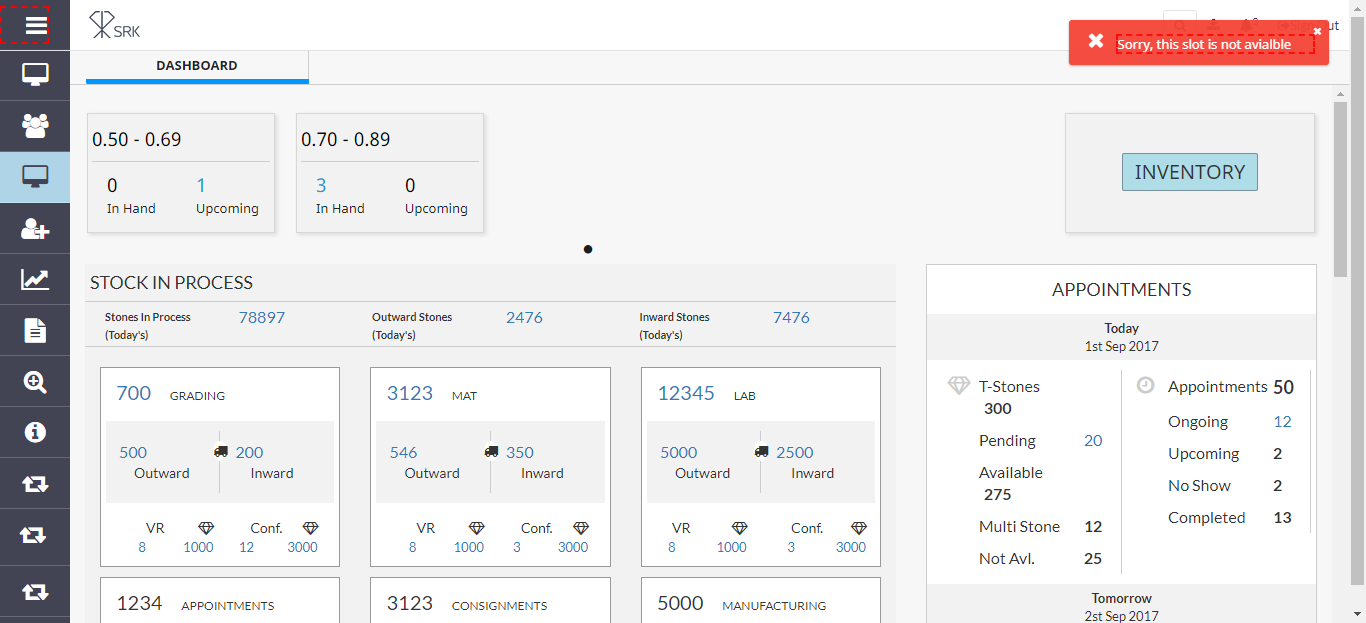 SRK
Sorry, this slot is not avialble
DASHBOARD
0.50 - 0.69
0 1
In Hand Upcoming
0.70 - 0.89
3 0
In Hand Upcoming
INVENTORY
STOCK IN PROCESS
Stones In Process 78897
(Today's)
Outward Stones 2476
(Today's)
Inward Stones 7476
(Today's)
700 GRADING
500 200
Outward Inward
VR Conf.
8 1000 12 3000
3123 MAT
546 350
Outward Inward
VR Conf.
8 1000 3 3000
12345 LAB
5000 2500
Outward Inward
VR Conf.
8 1000 3 3000
1234 APPOINTMENTS
3123 CONSIGNMENTS
5000 MANUFACTURING
APPOINTMENTS
Today
1st Sep 2017
T-Stones
300
Pending 20
Available
275
Multi Stone 12
Not Avl. 25
Appointments 50
Ongoing 12
Upcoming 2
No Show 2
Completed 13
Tomorrow
2st Sep 2017